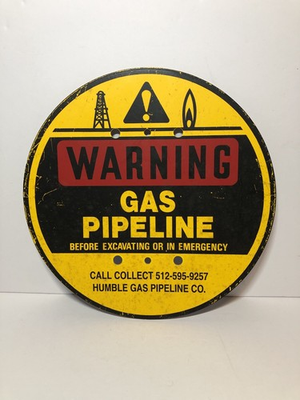 WARNING
GAS
PIPELINE
BEFORE EXCAVATING OR IN EMERGENCY
CALL COLLECT 512-595-9257
HUMBLE GAS PIPELINE CO.